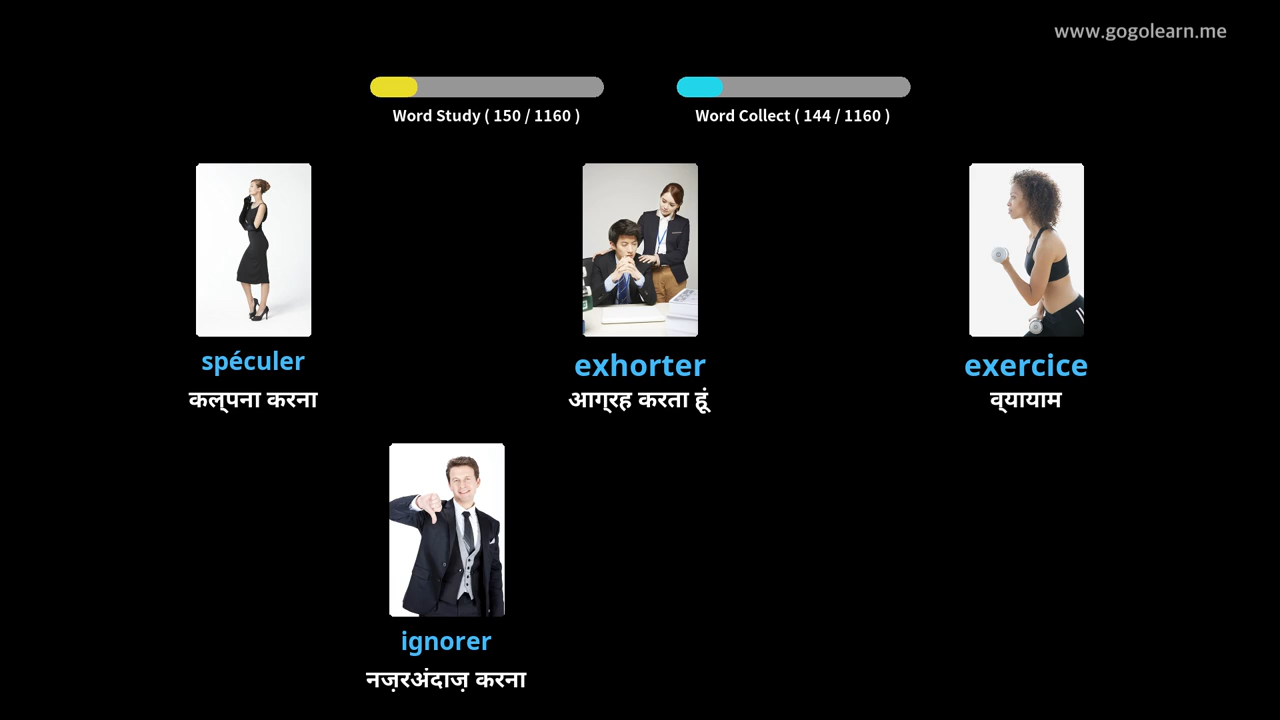 www.gogolearn.me
Word Study ( 150 / 1160 )
Word Collect ( 144 / 1160 )
spéculer
कल्पना करना
exhorter
आग्रह करता हूं
exercice
व्यायाम
ignorer
नज़रअंदाज़ करना